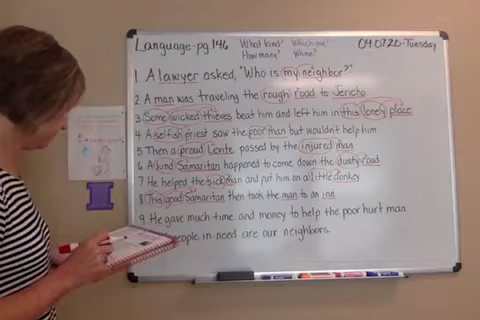 Language-pg 146
What kind? Which one?
How many? Whose?
04.07.20-Tuesday
1 A lawyer asked, "Who is my neighbor?"
2 A man was traveling the rough road to Jericho
3 Some wicked thieves beat him and left him in this lonely place
4 A selfish priest saw the poor man but wouldn't help him
5 Then a proud Levite passed by the injured man
6 A kind Samaritan happened to come down the dusty road
7 He helped the sick man and put him on a little donkey
8 This good Samaritan then took the man to an inn
9 He gave much time and money to help the poor hurt man
people in need are our neighbors.